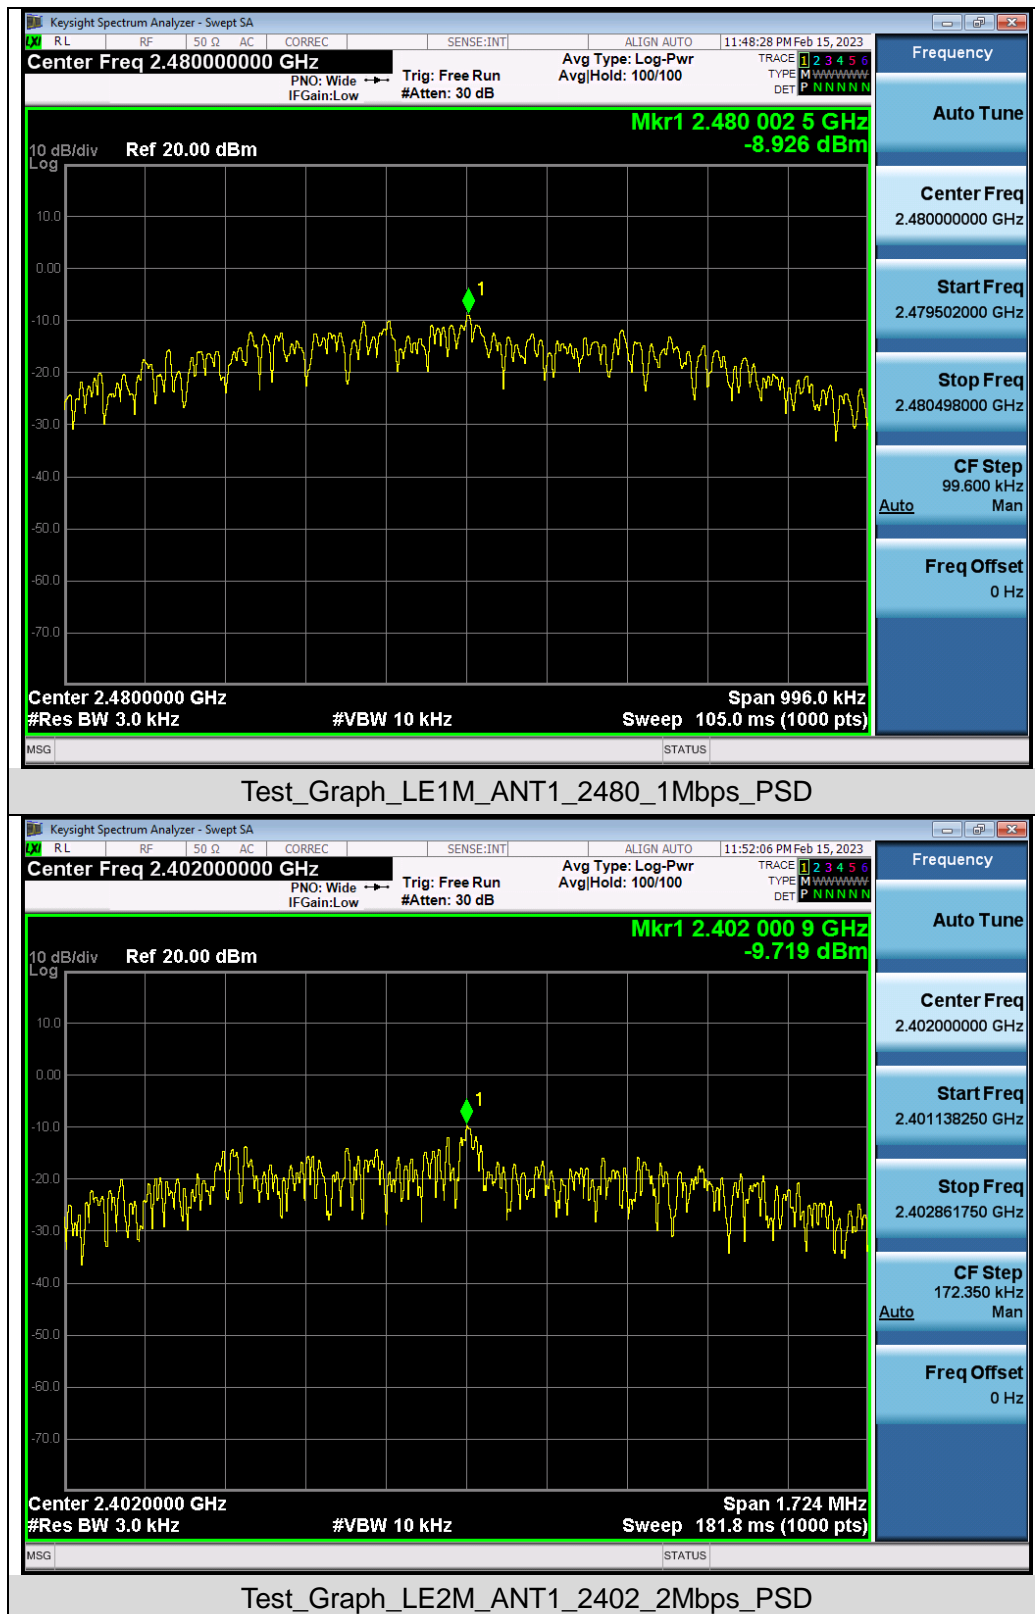 Keysight Spectrum Analyzer - Swept SA
LXI RL RF 50 Ω AC CORREC SENSE:INT ALIGN AUTO 11:48:28 PM Feb 15, 2023
Center Freq 2.480000000 GHz
PNO: Wide
IFGain:Low
Trig: Free Run
#Atten: 30 dB
Avg Type: Log-Pwr
Avg|Hold: 100/100
TRACE 1 2 3 4 5 6
TYPE M WWWWW
DET P N N N N N
Mkr1 2.480 002 5 GHz
-8.926 dBm
10 dB/div Ref 20.00 dBm
Log
10.0
0.00
1
-10.0
-20.0
-30.0
-40.0
-50.0
-60.0
-70.0
Center 2.4800000 GHz Span 996.0 kHz
#Res BW 3.0 kHz #VBW 10 kHz Sweep 105.0 ms (1000 pts)
MSG STATUS
Frequency
Auto Tune
Center Freq
2.480000000 GHz
Start Freq
2.479502000 GHz
Stop Freq
2.480498000 GHz
CF Step
99.600 kHz
Auto Man
Freq Offset
0 Hz
Test_Graph_LE1M_ANT1_2480_1Mbps_PSD
Keysight Spectrum Analyzer - Swept SA
LXI RL RF 50 Ω AC CORREC SENSE:INT ALIGN AUTO 11:52:06 PM Feb 15, 2023
Center Freq 2.402000000 GHz
PNO: Wide
IFGain:Low
Trig: Free Run
#Atten: 30 dB
Avg Type: Log-Pwr
Avg|Hold: 100/100
TRACE 1 2 3 4 5 6
TYPE M WWWWW
DET P N N N N N
Mkr1 2.402 000 9 GHz
-9.719 dBm
10 dB/div Ref 20.00 dBm
Log
10.0
0.00
1
-10.0
-20.0
-30.0
-40.0
-50.0
-60.0
-70.0
Center 2.4020000 GHz Span 1.724 MHz
#Res BW 3.0 kHz #VBW 10 kHz Sweep 181.8 ms (1000 pts)
MSG STATUS
Frequency
Auto Tune
Center Freq
2.402000000 GHz
Start Freq
2.401138250 GHz
Stop Freq
2.402861750 GHz
CF Step
172.350 kHz
Auto Man
Freq Offset
0 Hz
Test_Graph_LE2M_ANT1_2402_2Mbps_PSD